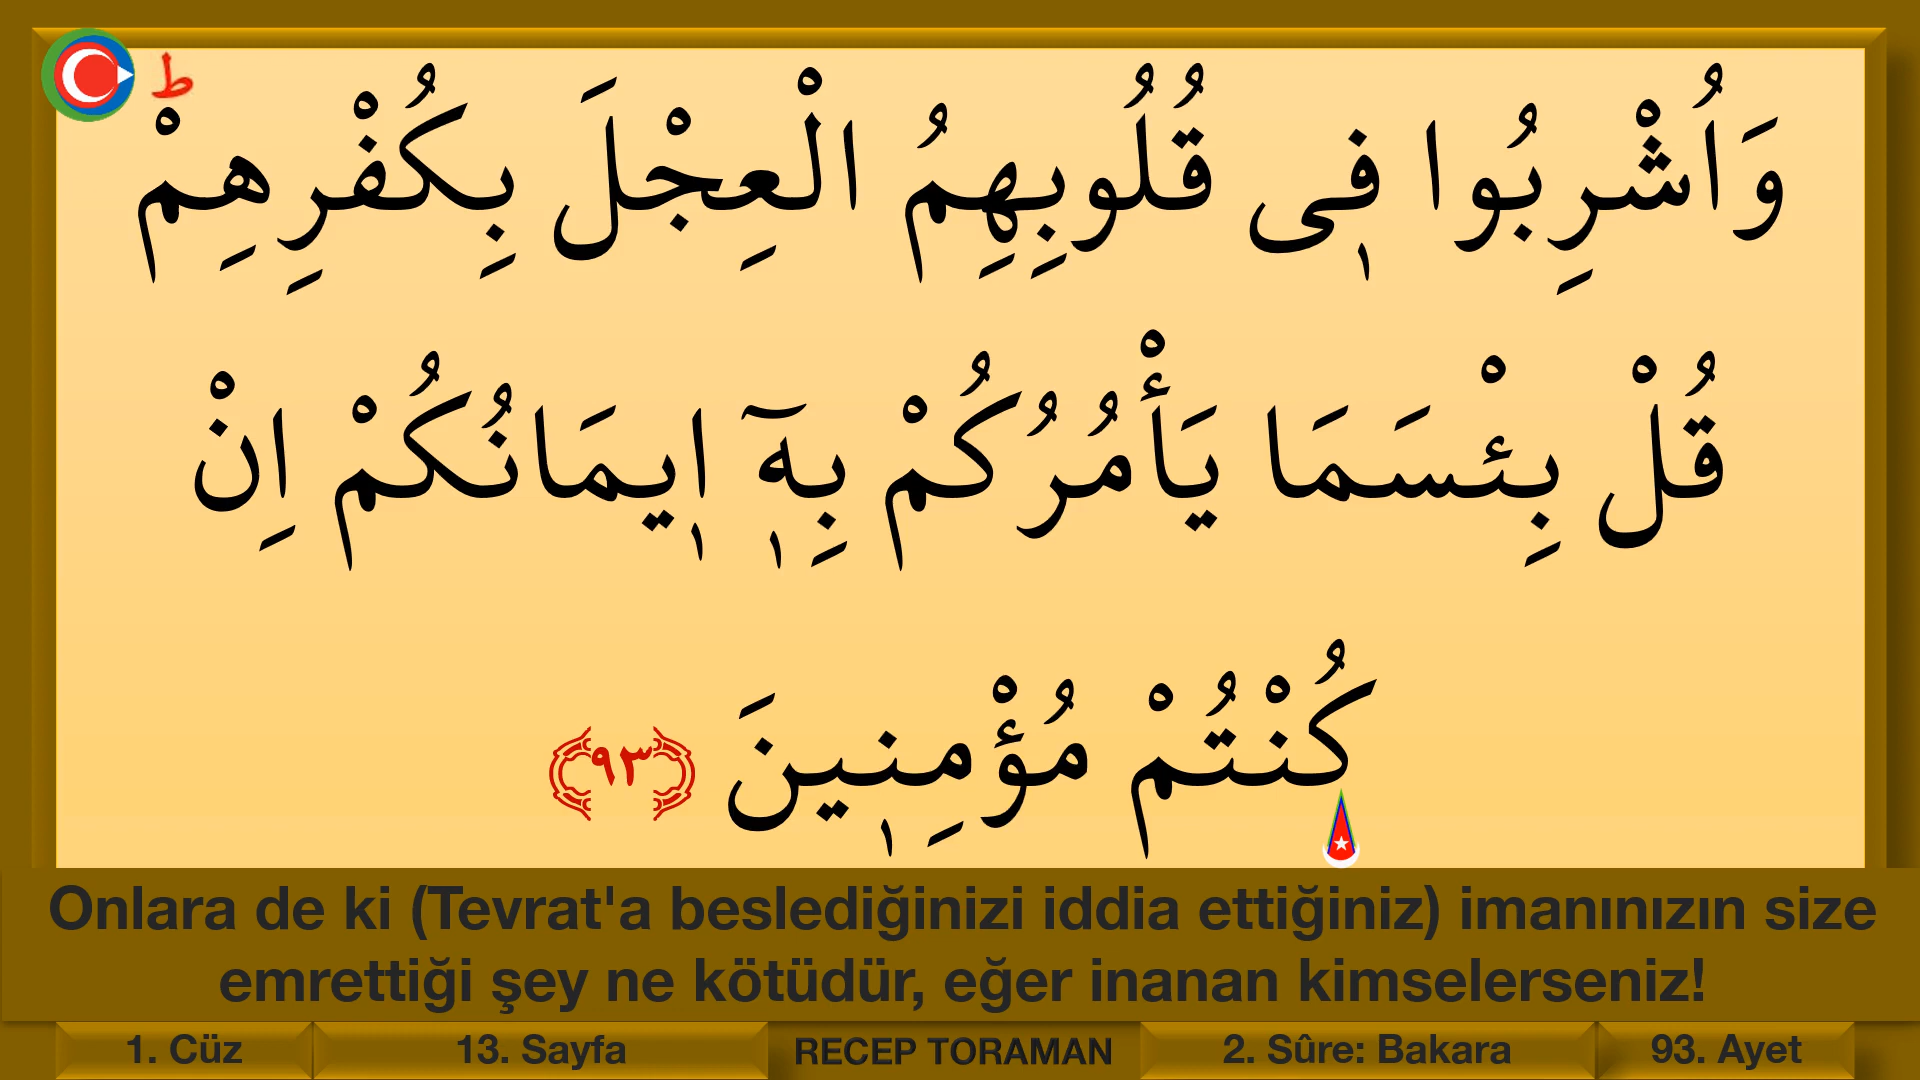 ط
وَاُشْرِبُوا فٖى قُلُوبِهِمُ الْعِجْلَ بِكُفْرِهِمْ
قُلْ بِئْسَمَا يَأْمُرُكُمْ بِهٖٓ اٖيمَانُكُمْ اِنْ
كُنْتُمْ مُؤْمِنٖينَ ﴿٩٣﴾
Onlara de ki (Tevrat'a beslediğinizi iddia ettiğiniz) imanınızın size
emrettiği şey ne kötüdür, eğer inanan kimselerseniz!
1. Cüz 13. Sayfa RECEP TORAMAN 2. Sûre: Bakara 93. Ayet